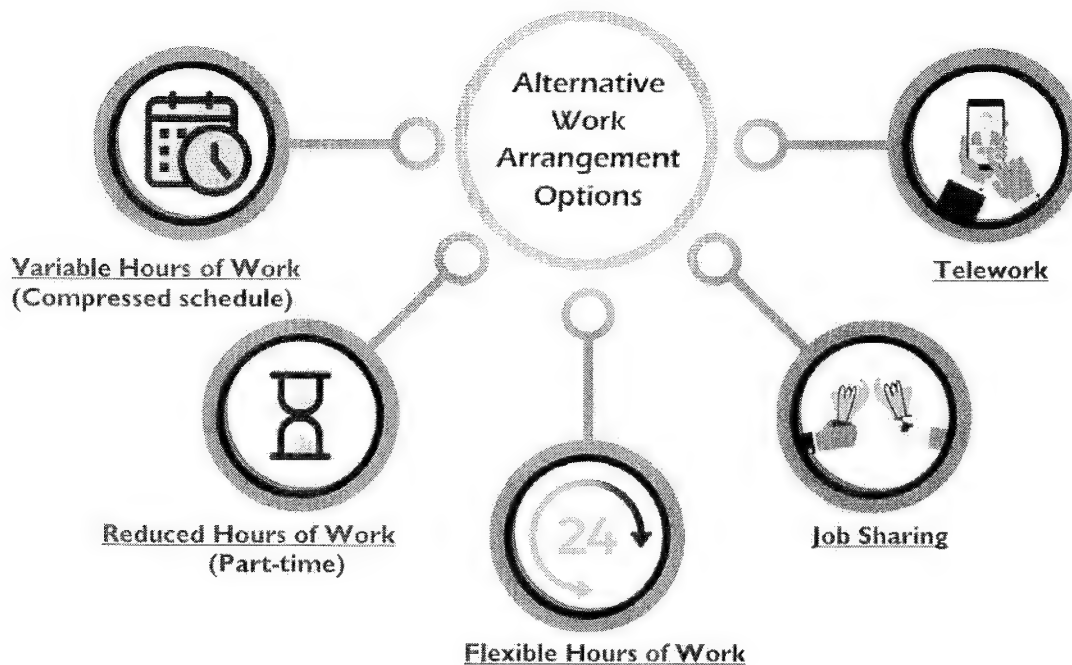 Alternative
Work
Arrangement
Options
Variable Hours of Work
(Compressed schedule)
Telework
Reduced Hours of Work
(Part-time)
24
Job Sharing
Flexible Hours of Work